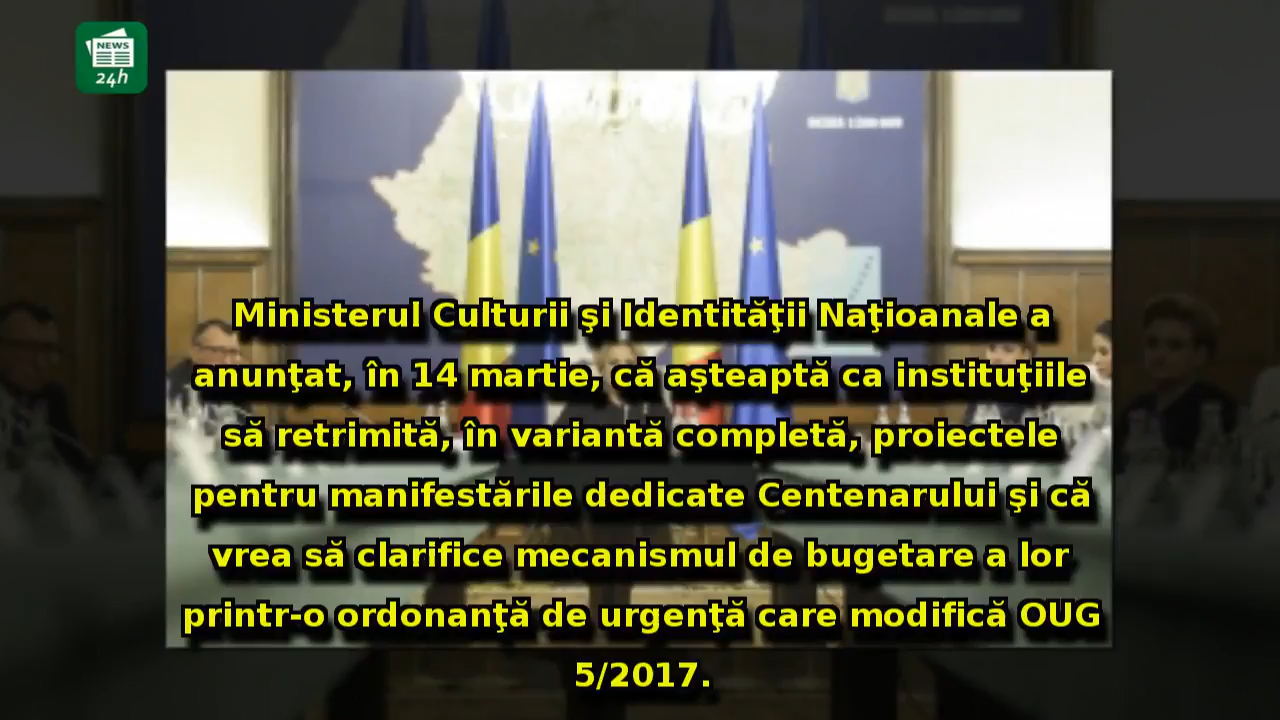 NEWS
24h
Ministerul Culturii şi Identităţii Naţioanale a
anunţat, în 14 martie, că aşteaptă ca instituţiile
să retrimită, în variantă completă, proiectele
pentru manifestările dedicate Centenarului şi că
vrea să clarifice mecanismul de bugetare a lor
printr-o ordonanţă de urgenţă care modifică OUG
5/2017.